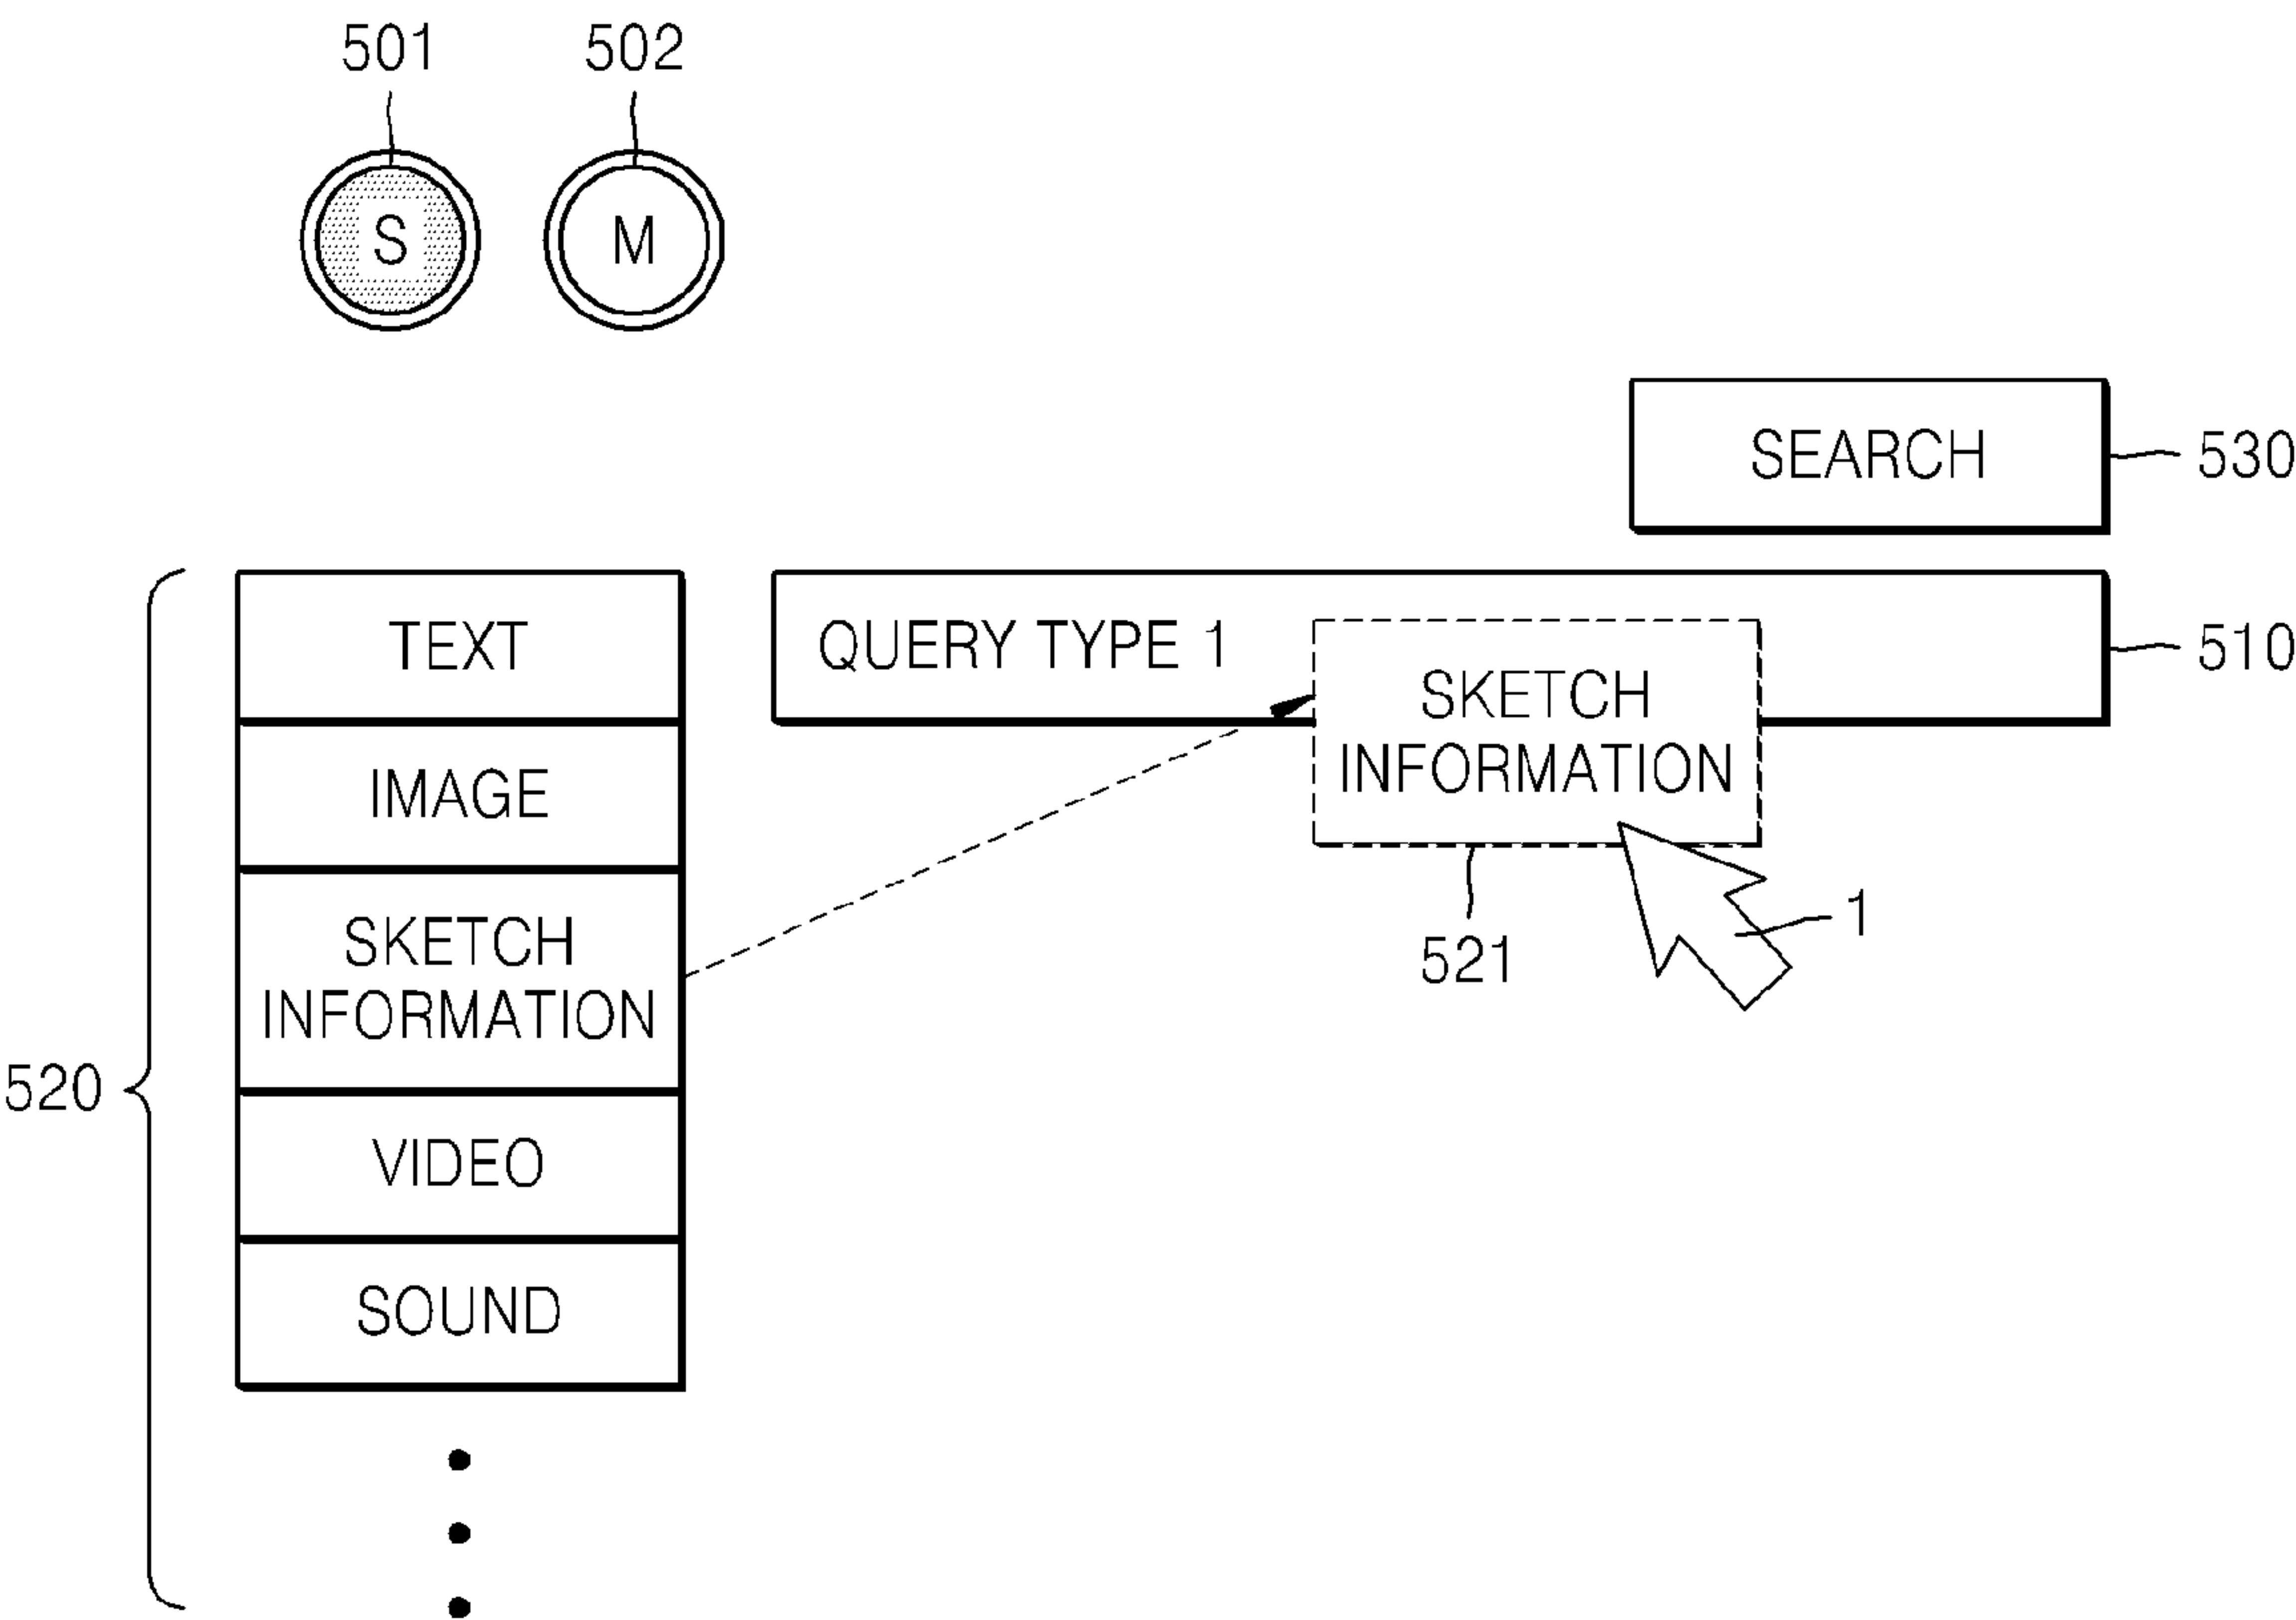 501
502
S
M
SEARCH
530
TEXT
QUERY TYPE 1
510
SKETCH
INFORMATION
IMAGE
SKETCH
INFORMATION
1
521
520
VIDEO
SOUND